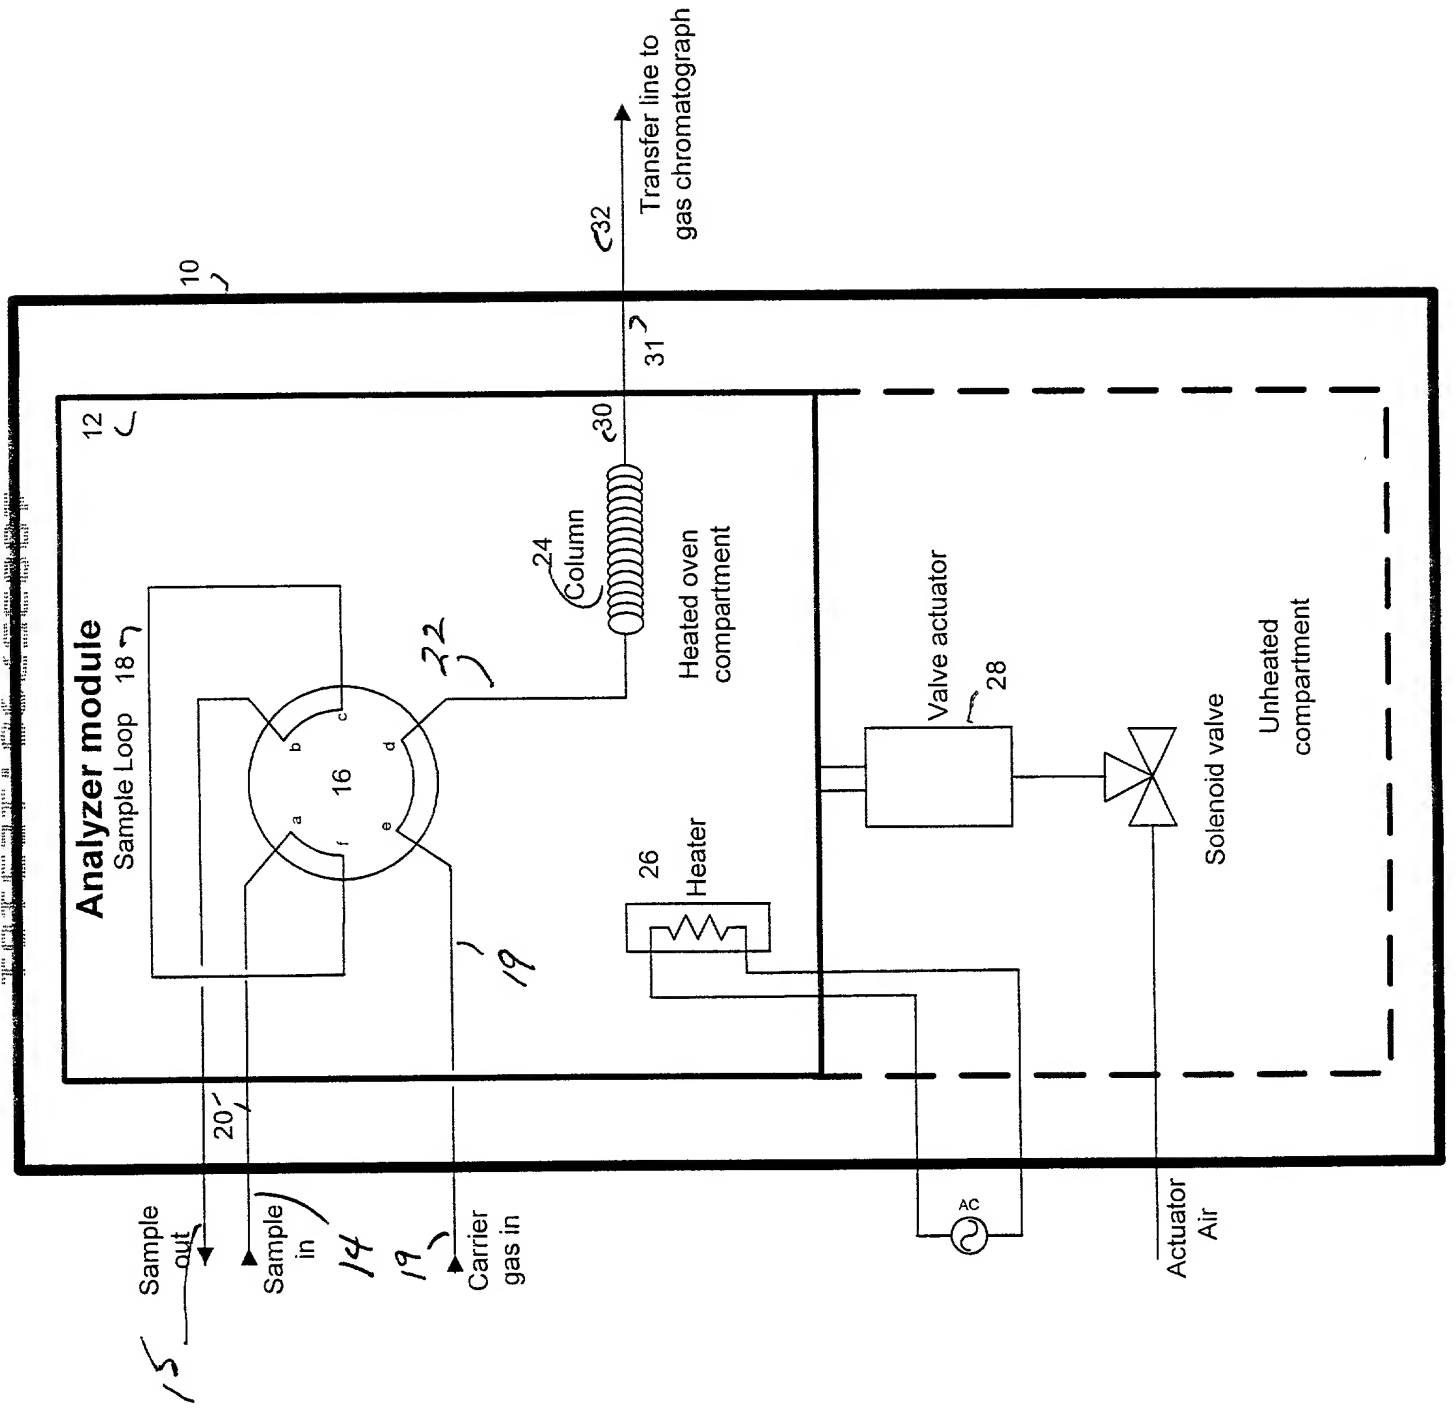 Analyzer module
Sample Loop 18
12
10
Sample
out
15
20
Sample
in
14
19
Carrier
gas in
19
a
b
c
d
e
f
16
22
24
Column
30
31
32
Transfer line to
gas chromatograph
Heated oven
compartment
26
Heater
Valve actuator
28
Solenoid valve
Unheated
compartment
AC
Actuator
Air